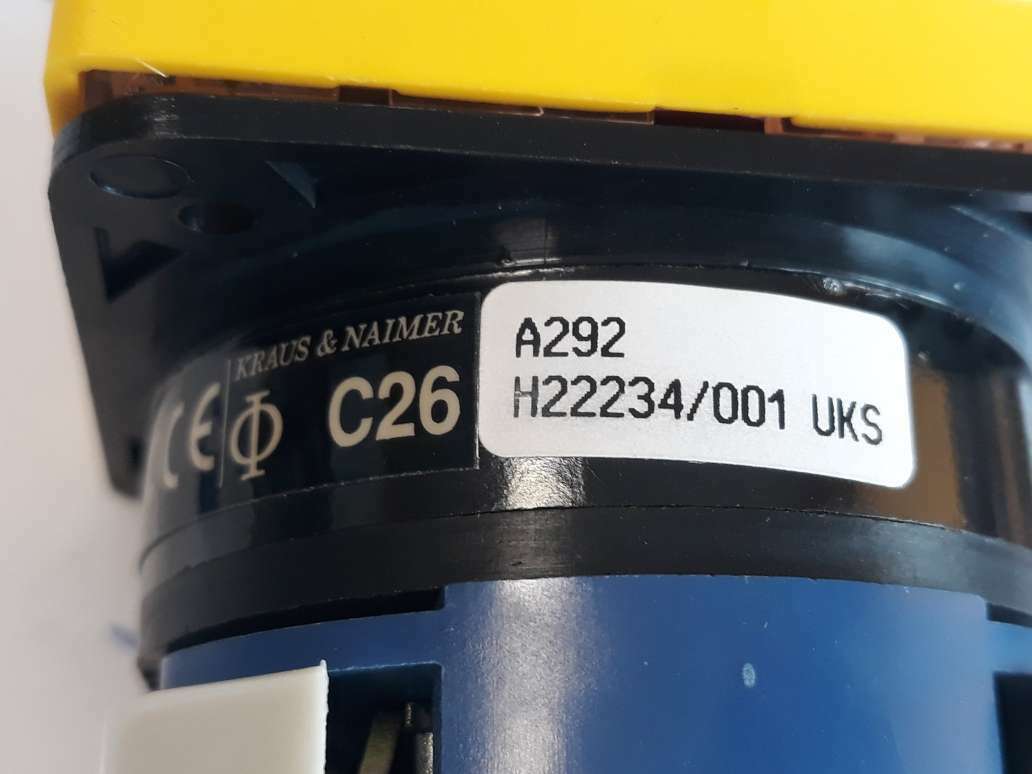 CE
KRAUS & NAIMER
Φ C26
A292
H22234/001 UKS